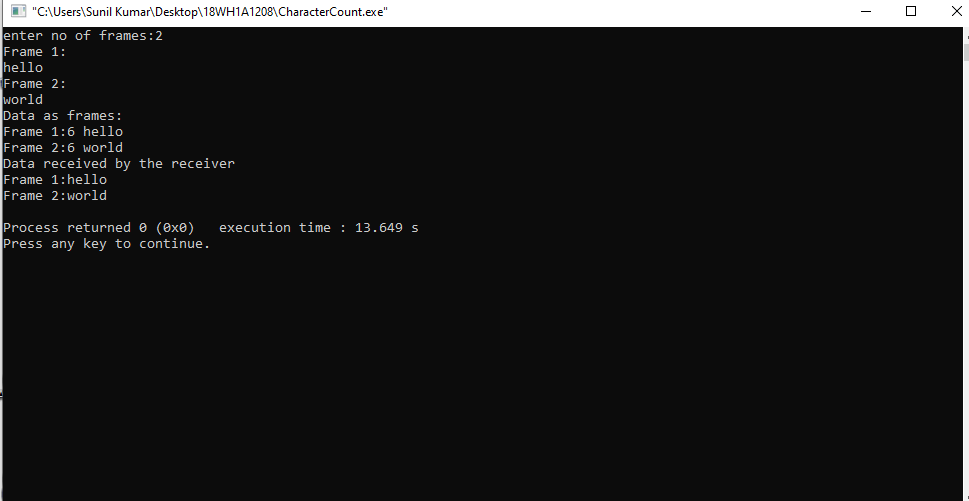 "C:\Users\Sunil Kumar\Desktop\18WH1A1208\CharacterCount.exe"
enter no of frames:2
Frame 1:
hello
Frame 2:
world
Data as frames:
Frame 1:6 hello
Frame 2:6 world
Data received by the receiver
Frame 1:hello
Frame 2:world
Process returned 0 (0x0)   execution time : 13.649 s
Press any key to continue.